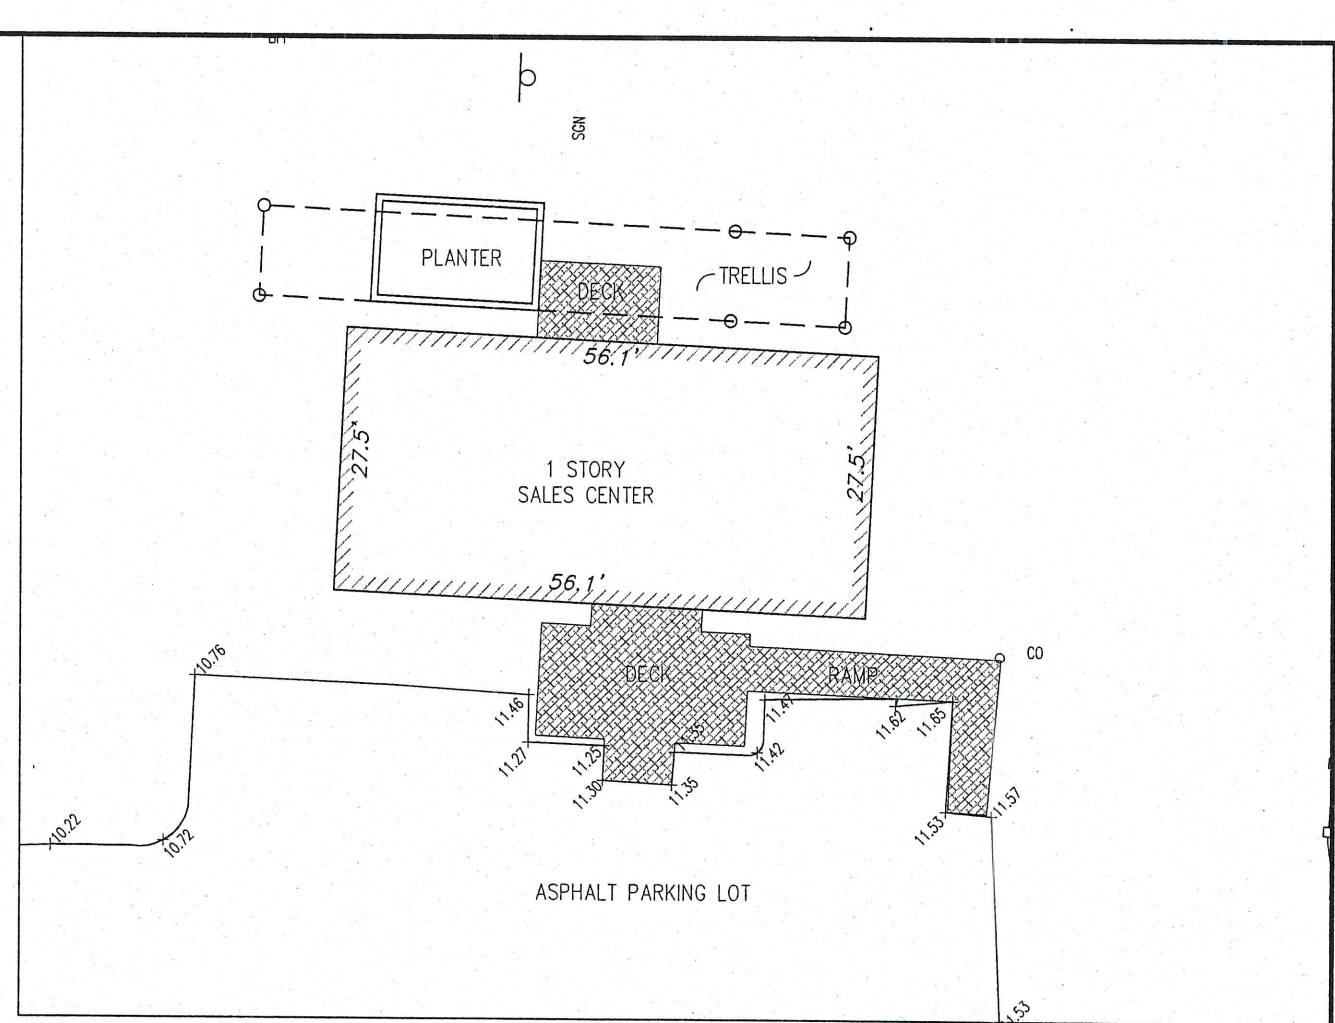 SGN
PLANTER
DECK
TRELLIS
56.1'
27.5'
27.5'
1 STORY
SALES CENTER
56.1'
CO
DECK
RAMP
10.76
11.46
11.47
11.62
11.65
11.27
11.25
11.42
11.30
11.35
11.53
11.57
10.22
10.72
ASPHALT PARKING LOT